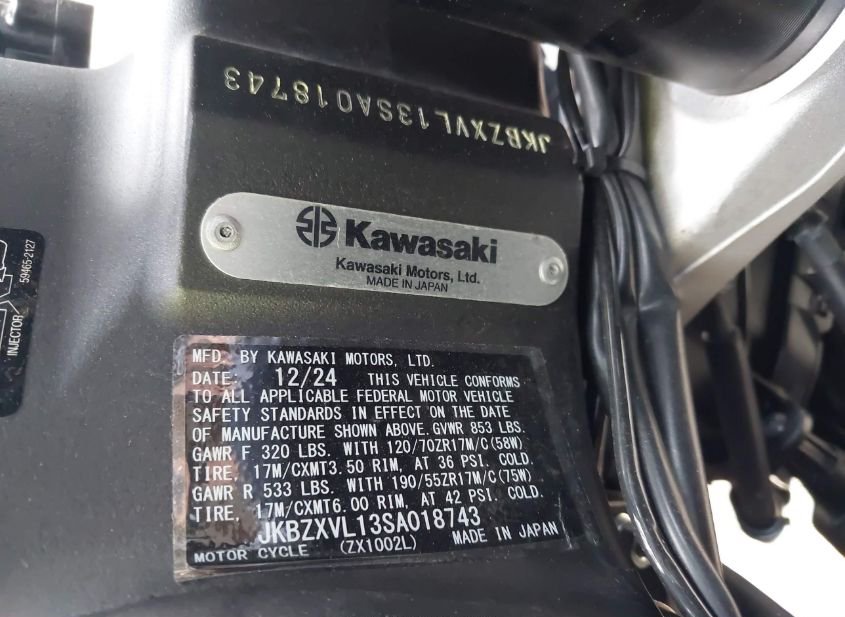 JKBZXVL13SA018743
Kawasaki
Kawasaki Motors, Ltd.
MADE IN JAPAN
INJECTOR
59465-2127
MFD. BY KAWASAKI MOTORS, LTD.
DATE: 12/24 THIS VEHICLE CONFORMS
TO ALL APPLICABLE FEDERAL MOTOR VEHICLE
SAFETY STANDARDS IN EFFECT ON THE DATE
OF MANUFACTURE SHOWN ABOVE. GVWR 853 LBS.
GAWR F 320 LBS. WITH 120/70ZR17M/C(58W)
TIRE, 17M/CXMT3.50 RIM, AT 36 PSI. COLD.
GAWR R 533 LBS. WITH 190/55ZR17M/C(75W)
TIRE, 17M/CXMT6.00 RIM, AT 42 PSI. COLD.
JKBZXVL13SA018743
MOTOR CYCLE (ZX1002L) MADE IN JAPAN